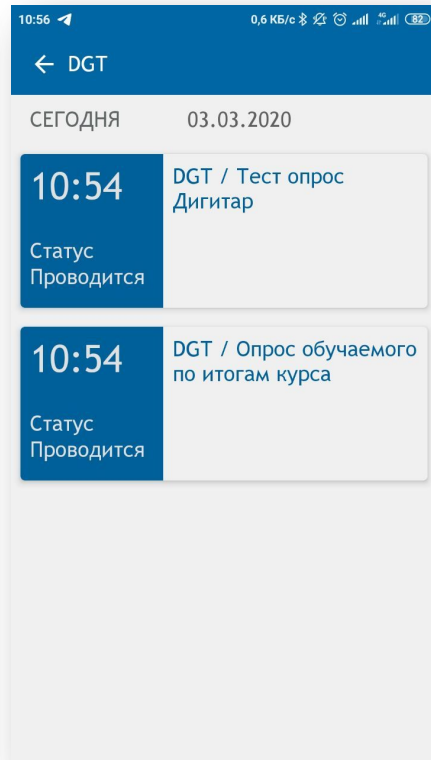 10:56 0,6 КБ/с 4G 82
DGT
СЕГОДНЯ 03.03.2020
10:54
Статус
Проводится
DGT / Тест опрос
Дигитар
10:54
Статус
Проводится
DGT / Опрос обучаемого
по итогам курса